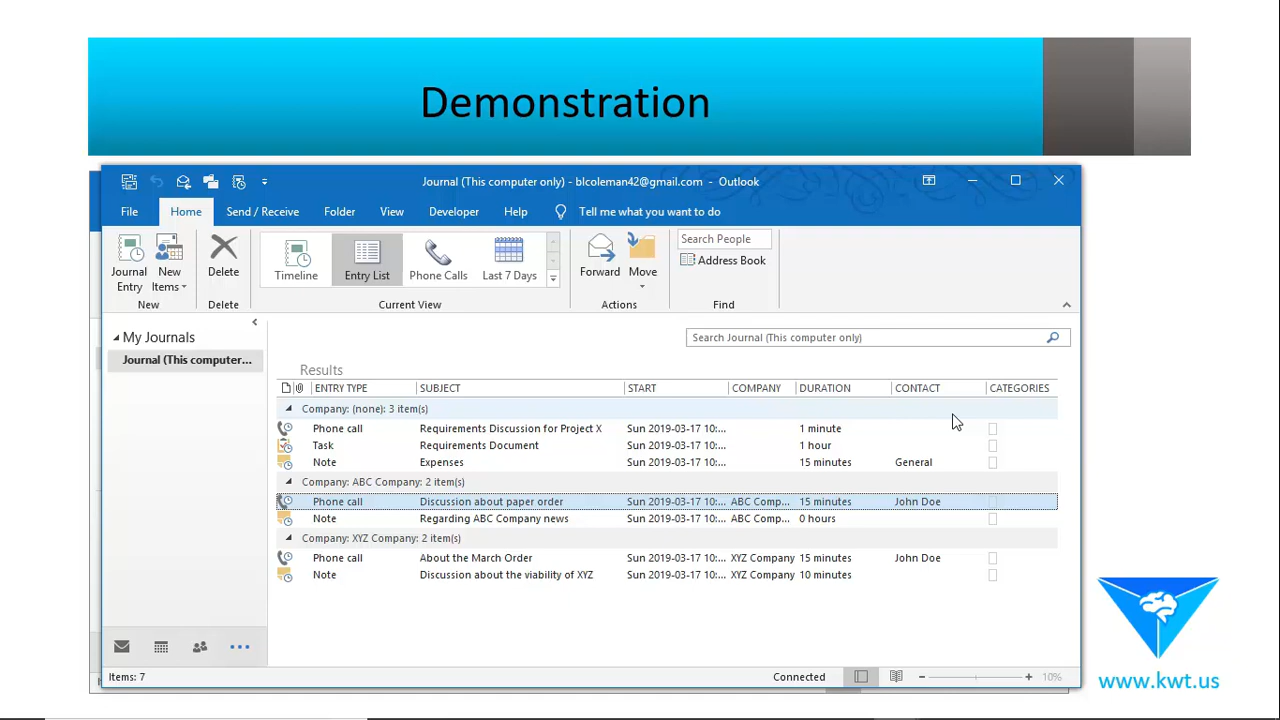 Demonstration
Journal (This computer only) - blcoleman42@gmail.com - Outlook
File Home Send / Receive Folder View Developer Help Tell me what you want to do
Journal Entry
New Items
New
Delete
Delete
Timeline
Entry List
Phone Calls
Last 7 Days
Current View
Forward
Move
Actions
Search People
Address Book
Find
My Journals
Journal (This computer...
Search Journal (This computer only)
Results
ENTRY TYPE SUBJECT START COMPANY DURATION CONTACT CATEGORIES
Company: (none): 3 item(s)
Phone call Requirements Discussion for Project X Sun 2019-03-17 10:... 1 minute
Task Requirements Document Sun 2019-03-17 10:... 1 hour
Note Expenses Sun 2019-03-17 10:... 15 minutes General
Company: ABC Company: 2 item(s)
Phone call Discussion about paper order Sun 2019-03-17 10:... ABC Comp... 15 minutes John Doe
Note Regarding ABC Company news Sun 2019-03-17 10:... ABC Comp... 0 hours
Company: XYZ Company: 2 item(s)
Phone call About the March Order Sun 2019-03-17 10:... XYZ Company 15 minutes John Doe
Note Discussion about the viability of XYZ Sun 2019-03-17 10:... XYZ Company 10 minutes
Items: 7
Connected
10%
www.kwt.us